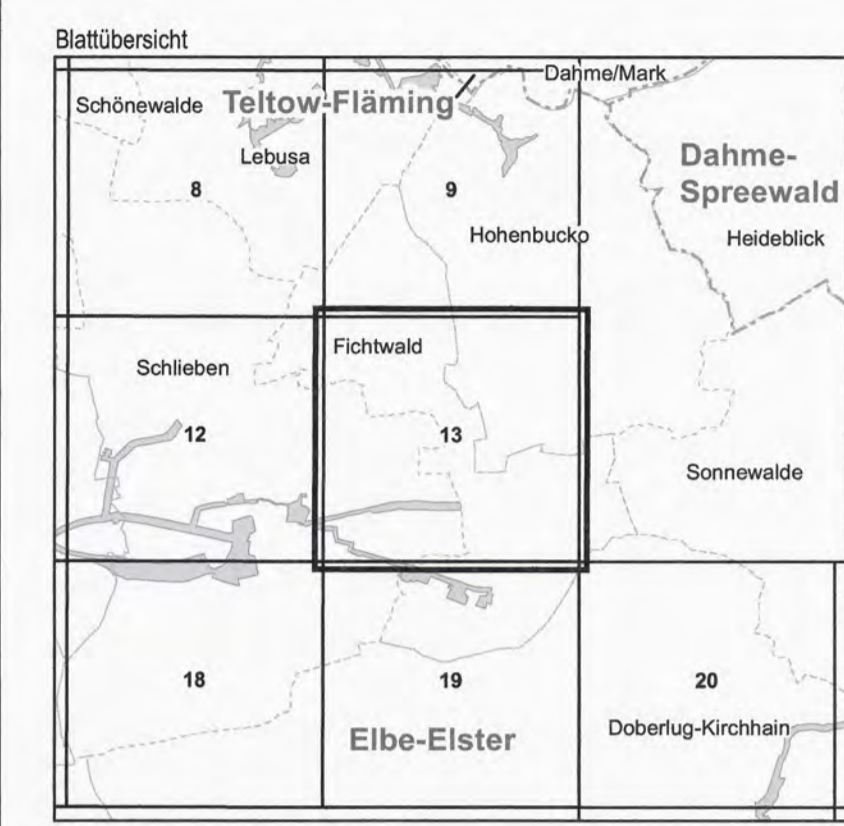 Blattübersicht
Dahme/Mark
Schönewalde
Teltow-Fläming
Lebusa
Dahme-
Spreewald
8
9
Hohenbucko
Heideblick
Fichtwald
Schlieben
12
13
Sonnewalde
18
19
20
Doberlug-Kirchhain
Elbe-Elster